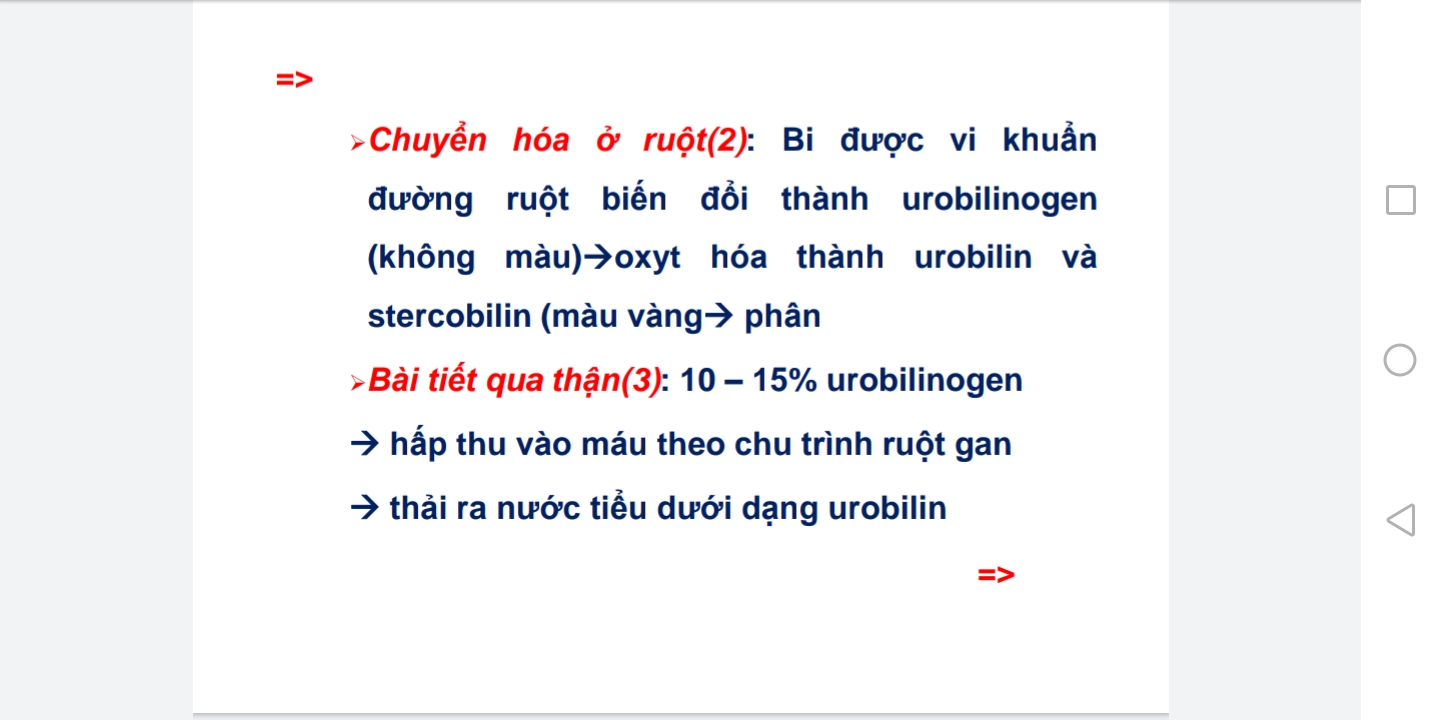 =>
➢Chuyển hóa ở ruột(2): Bi được vi khuẩn
đường ruột biến đổi thành urobilinogen
(không màu)→oxyt hóa thành urobilin và
stercobilin (màu vàng→ phân
➢Bài tiết qua thận(3): 10 – 15% urobilinogen
→ hấp thu vào máu theo chu trình ruột gan
→ thải ra nước tiểu dưới dạng urobilin
=>